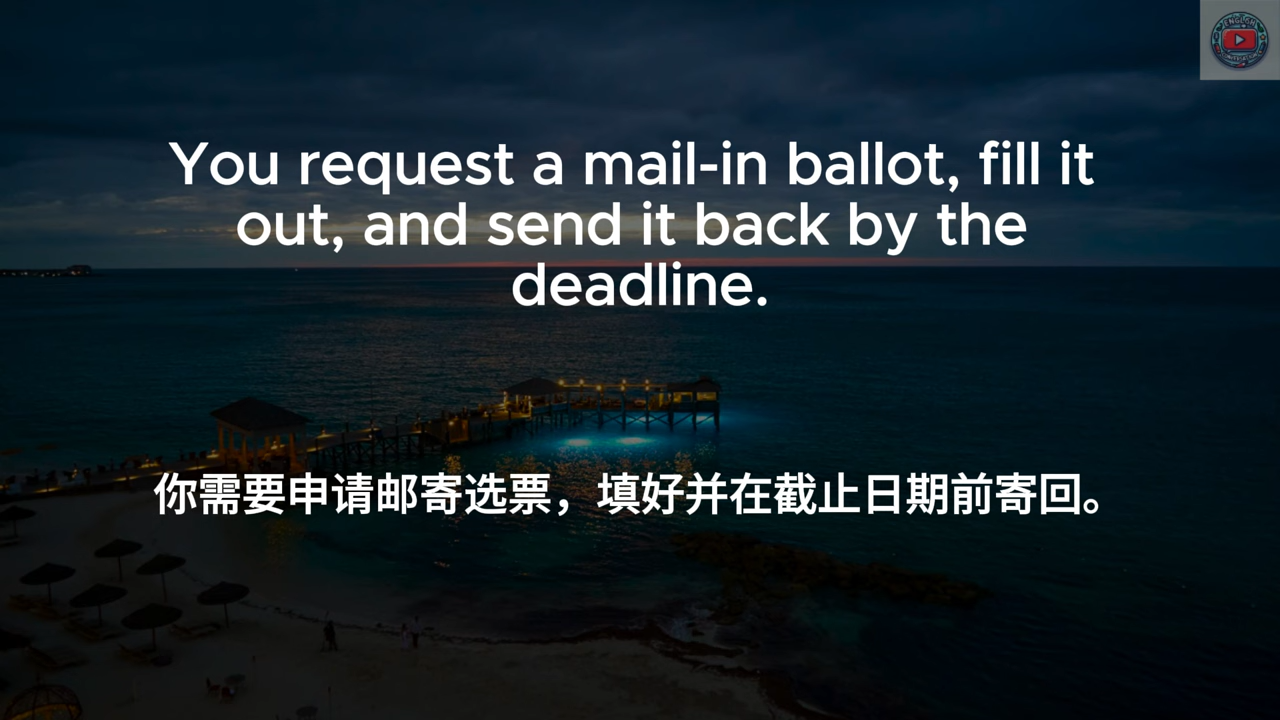 You request a mail-in ballot, fill it
out, and send it back by the
deadline.
你需要申请邮寄选票，填好并在截止日期前寄回。